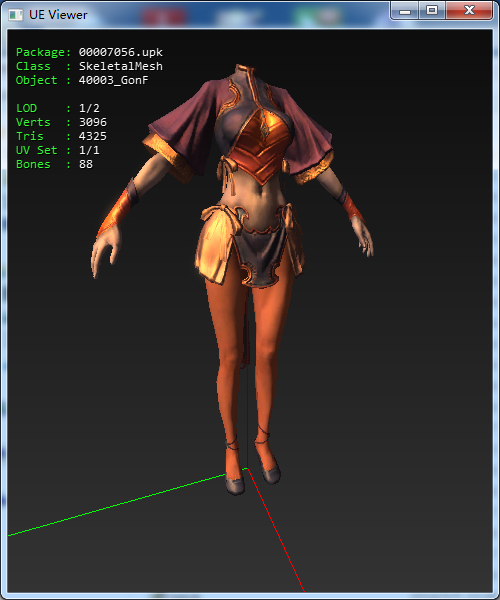 UE Viewer
Package: 00007056.upk
Class : SkeletalMesh
Object : 40003_GonF
LOD : 1/2
Verts : 3096
Tris : 4325
UV Set : 1/1
Bones : 88